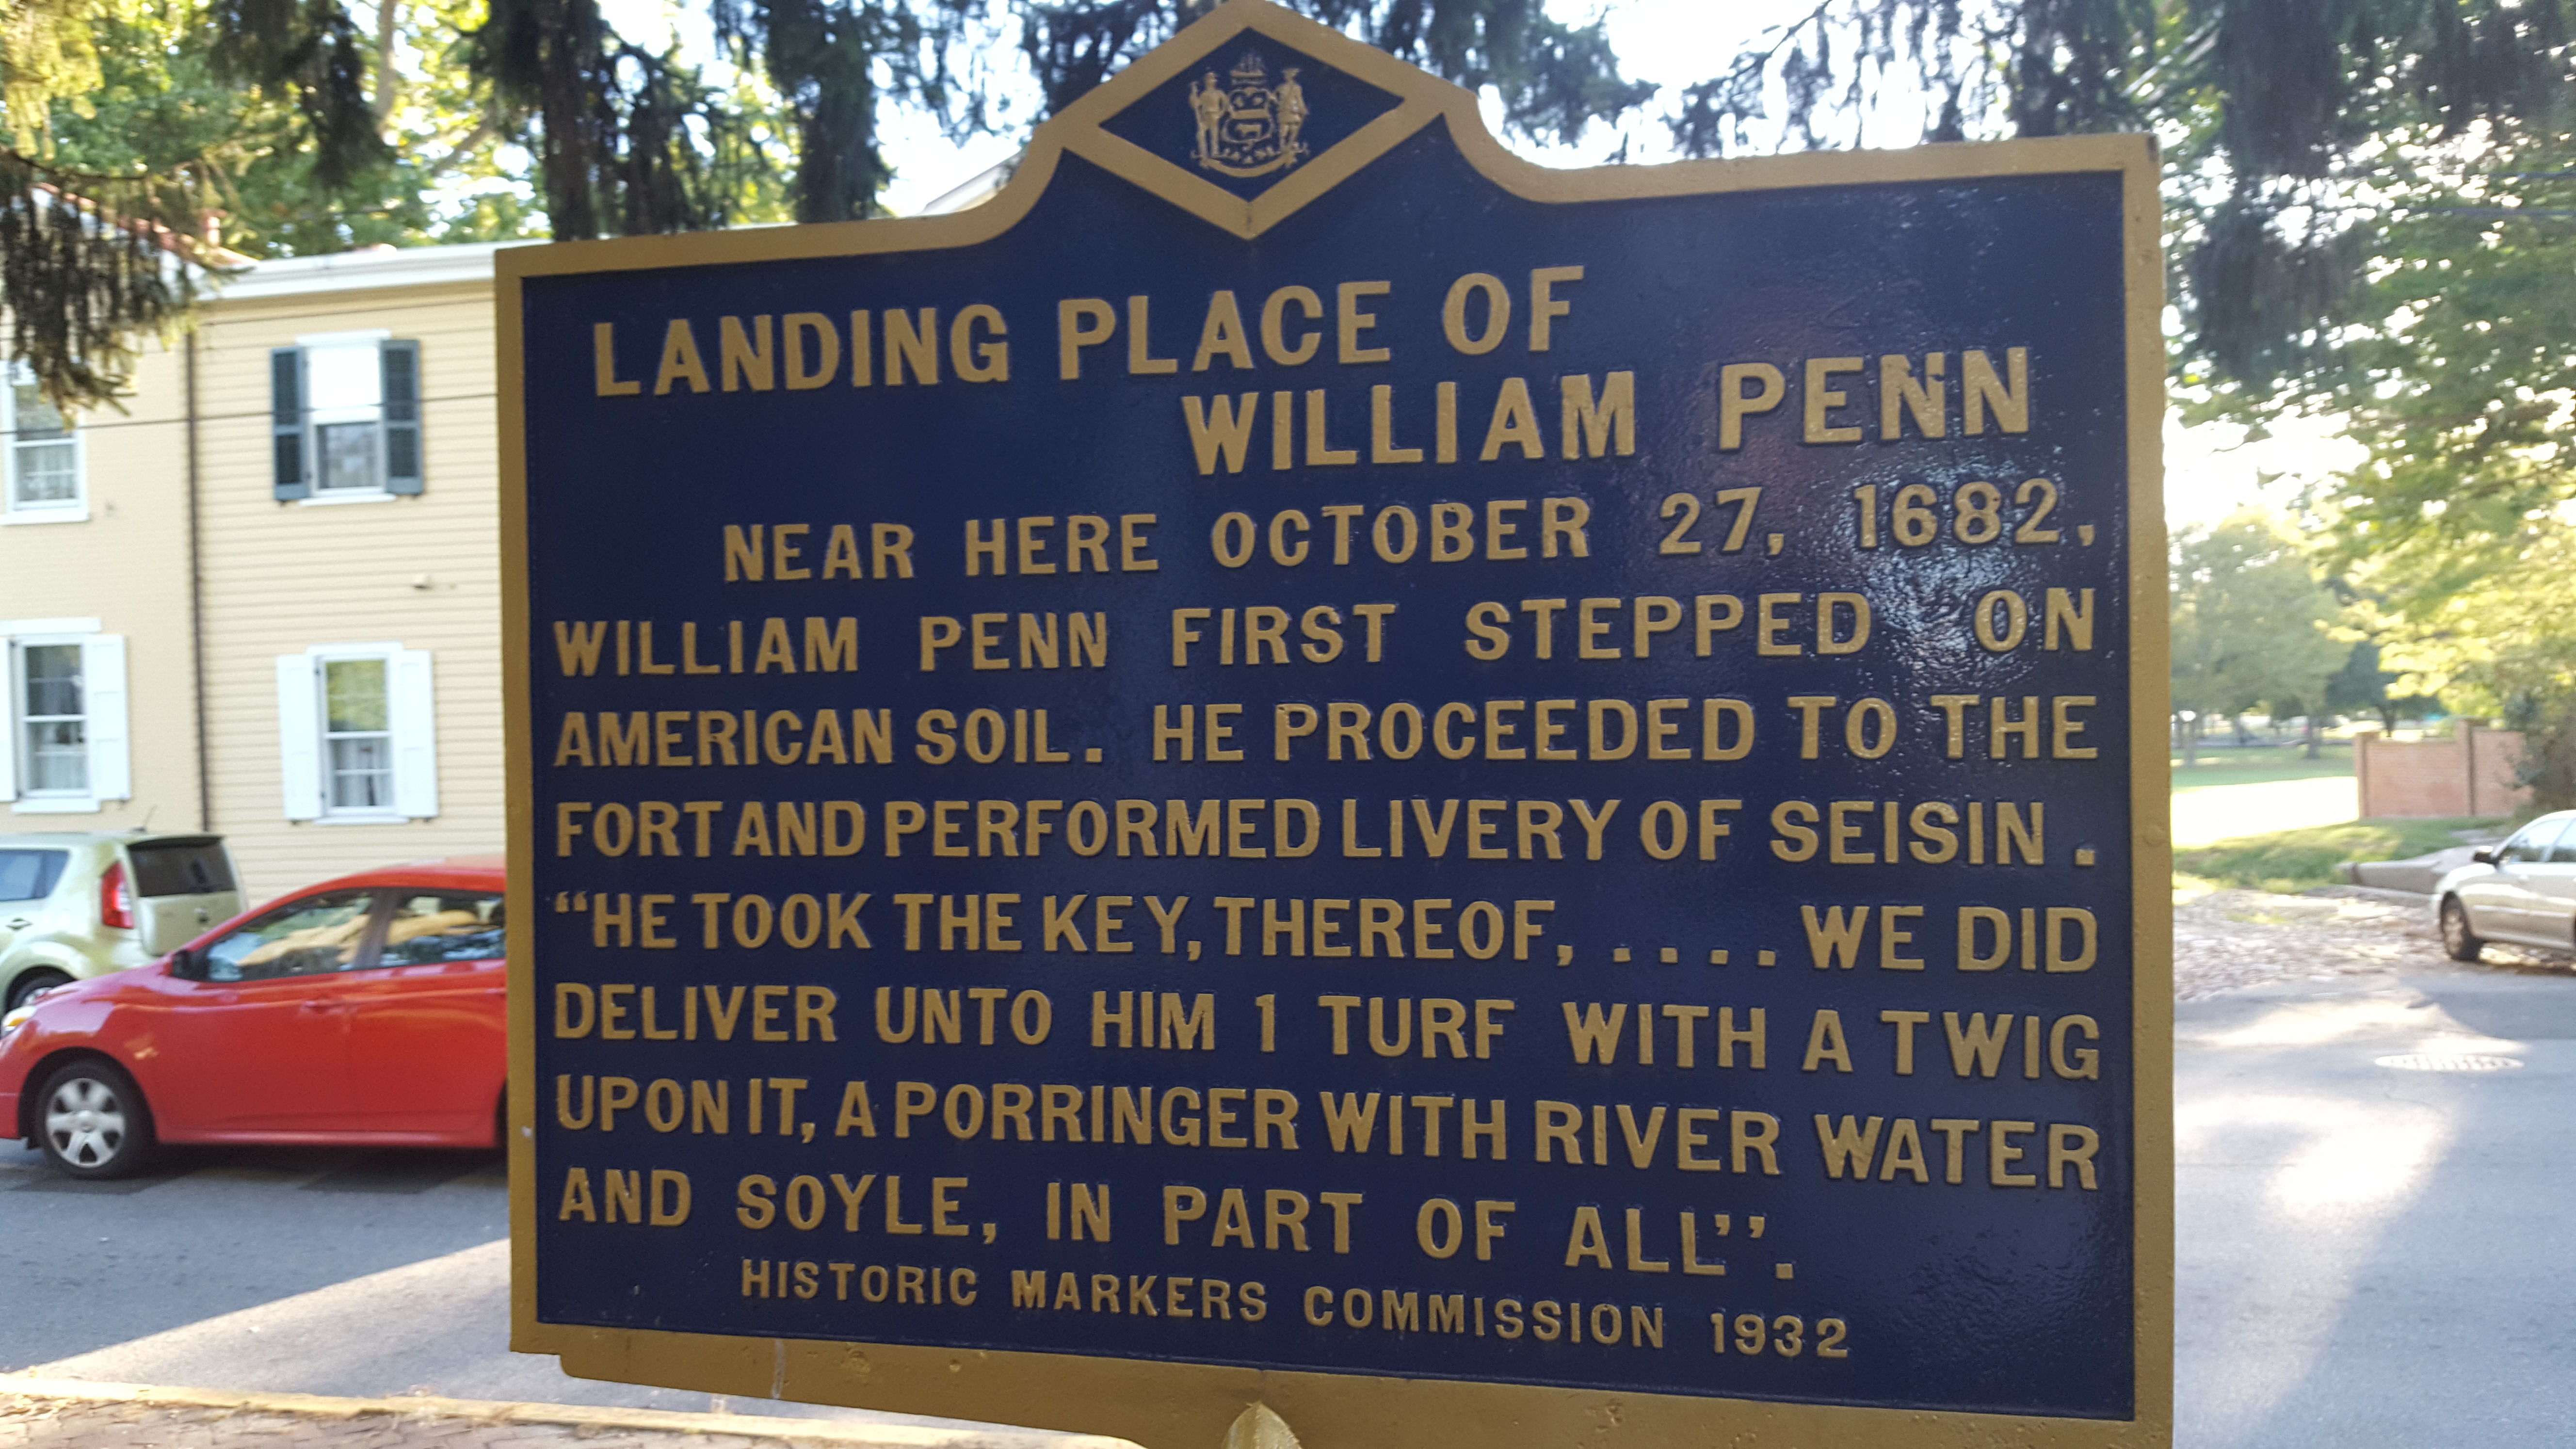 LANDING PLACE OF
WILLIAM PENN
NEAR HERE OCTOBER 27, 1682,
WILLIAM PENN FIRST STEPPED ON
AMERICAN SOIL. HE PROCEEDED TO THE
FORT AND PERFORMED LIVERY OF SEISIN.
“HE TOOK THE KEY, THEREOF, .... WE DID
DELIVER UNTO HIM 1 TURF WITH A TWIG
UPON IT, A PORRINGER WITH RIVER WATER
AND SOYLE, IN PART OF ALL”.
HISTORIC MARKERS COMMISSION 1932